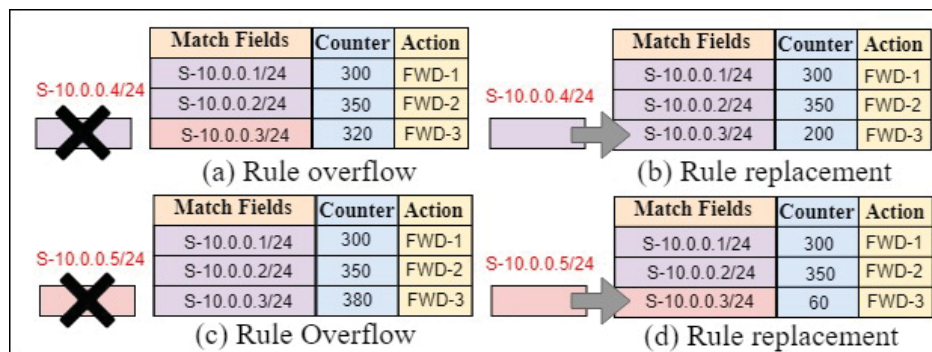 Match Fields Counter Action
S-10.0.0.4/24
S-10.0.0.1/24 300 FWD-1
S-10.0.0.2/24 350 FWD-2
S-10.0.0.3/24 320 FWD-3
(a) Rule overflow
Match Fields Counter Action
S-10.0.0.4/24
S-10.0.0.1/24 300 FWD-1
S-10.0.0.2/24 350 FWD-2
S-10.0.0.3/24 200 FWD-3
(b) Rule replacement
Match Fields Counter Action
S-10.0.0.5/24
S-10.0.0.1/24 300 FWD-1
S-10.0.0.2/24 350 FWD-2
S-10.0.0.3/24 380 FWD-3
(c) Rule Overflow
Match Fields Counter Action
S-10.0.0.5/24
S-10.0.0.1/24 300 FWD-1
S-10.0.0.2/24 350 FWD-2
S-10.0.0.3/24 60 FWD-3
(d) Rule replacement